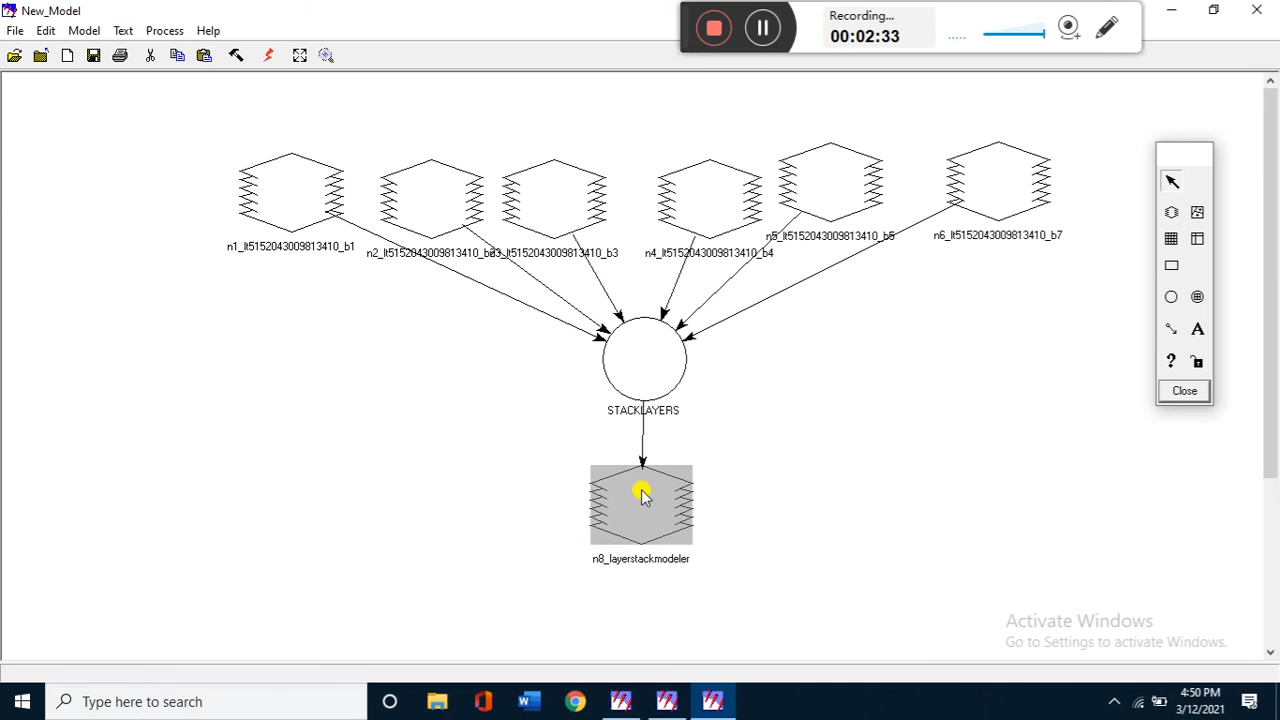 New_Model
File Edit Model Text Process Help
Recording...
00:02:33
n1_lt5152043009813410_b1
n3_lt5152043009813410_b3
n4_lt5152043009813410_b4
n5_lt5152043009813410_b5
n6_lt5152043009813410_b7
STACKLAYERS
n8_layerstackmodeler
A
?
Close
Activate Windows
Go to Settings to activate Windows.
Type here to search
4:50 PM
3/12/2021